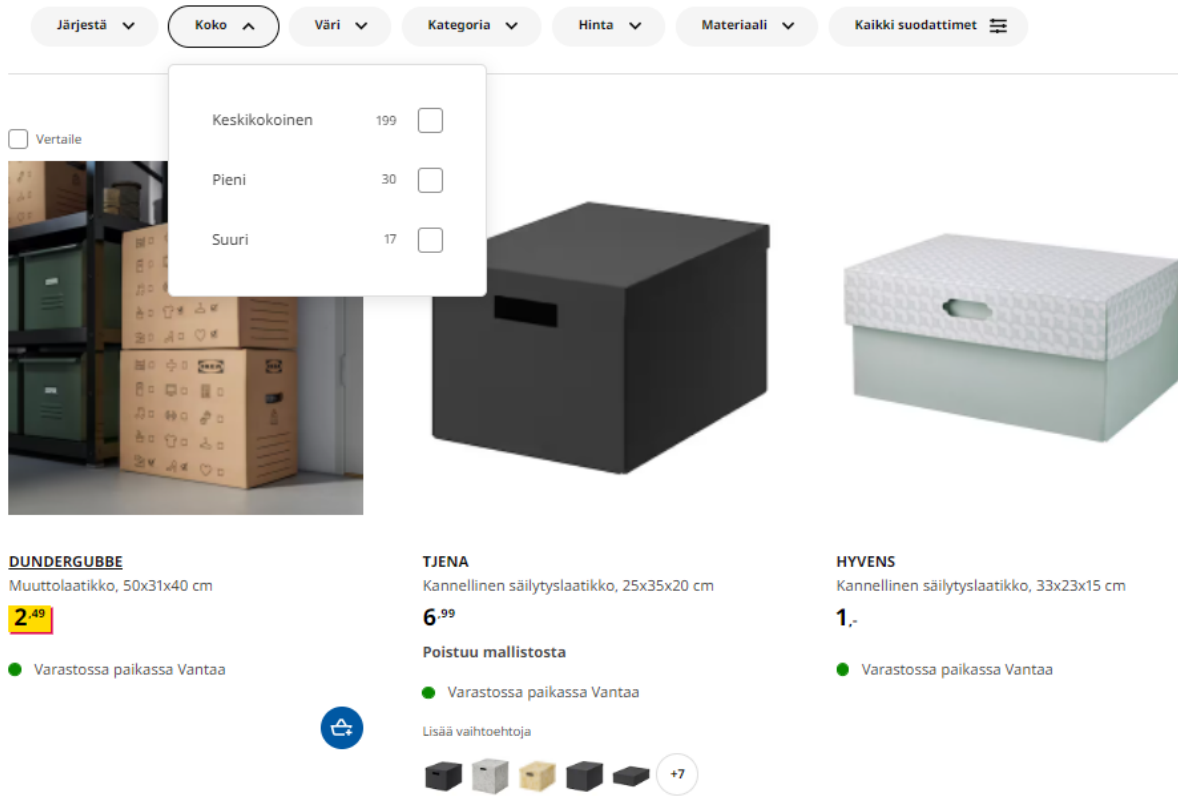 Järjestä
Koko
Väri
Kategoria
Hinta
Materiaali
Kaikki suodattimet
Keskikokoinen 199
Pieni 30
Suuri 17
Vertaile
IKEA
DUNDERGUBBE
Muuttolaatikko, 50x31x40 cm
2,49
Varastossa paikassa Vantaa
TJENA
Kannellinen säilytyslaatikko, 25x35x20 cm
6,99
Poistuu mallistosta
Varastossa paikassa Vantaa
Lisää vaihtoehtoja
+7
HYVENS
Kannellinen säilytyslaatikko, 33x23x15 cm
1,-
Varastossa paikassa Vantaa